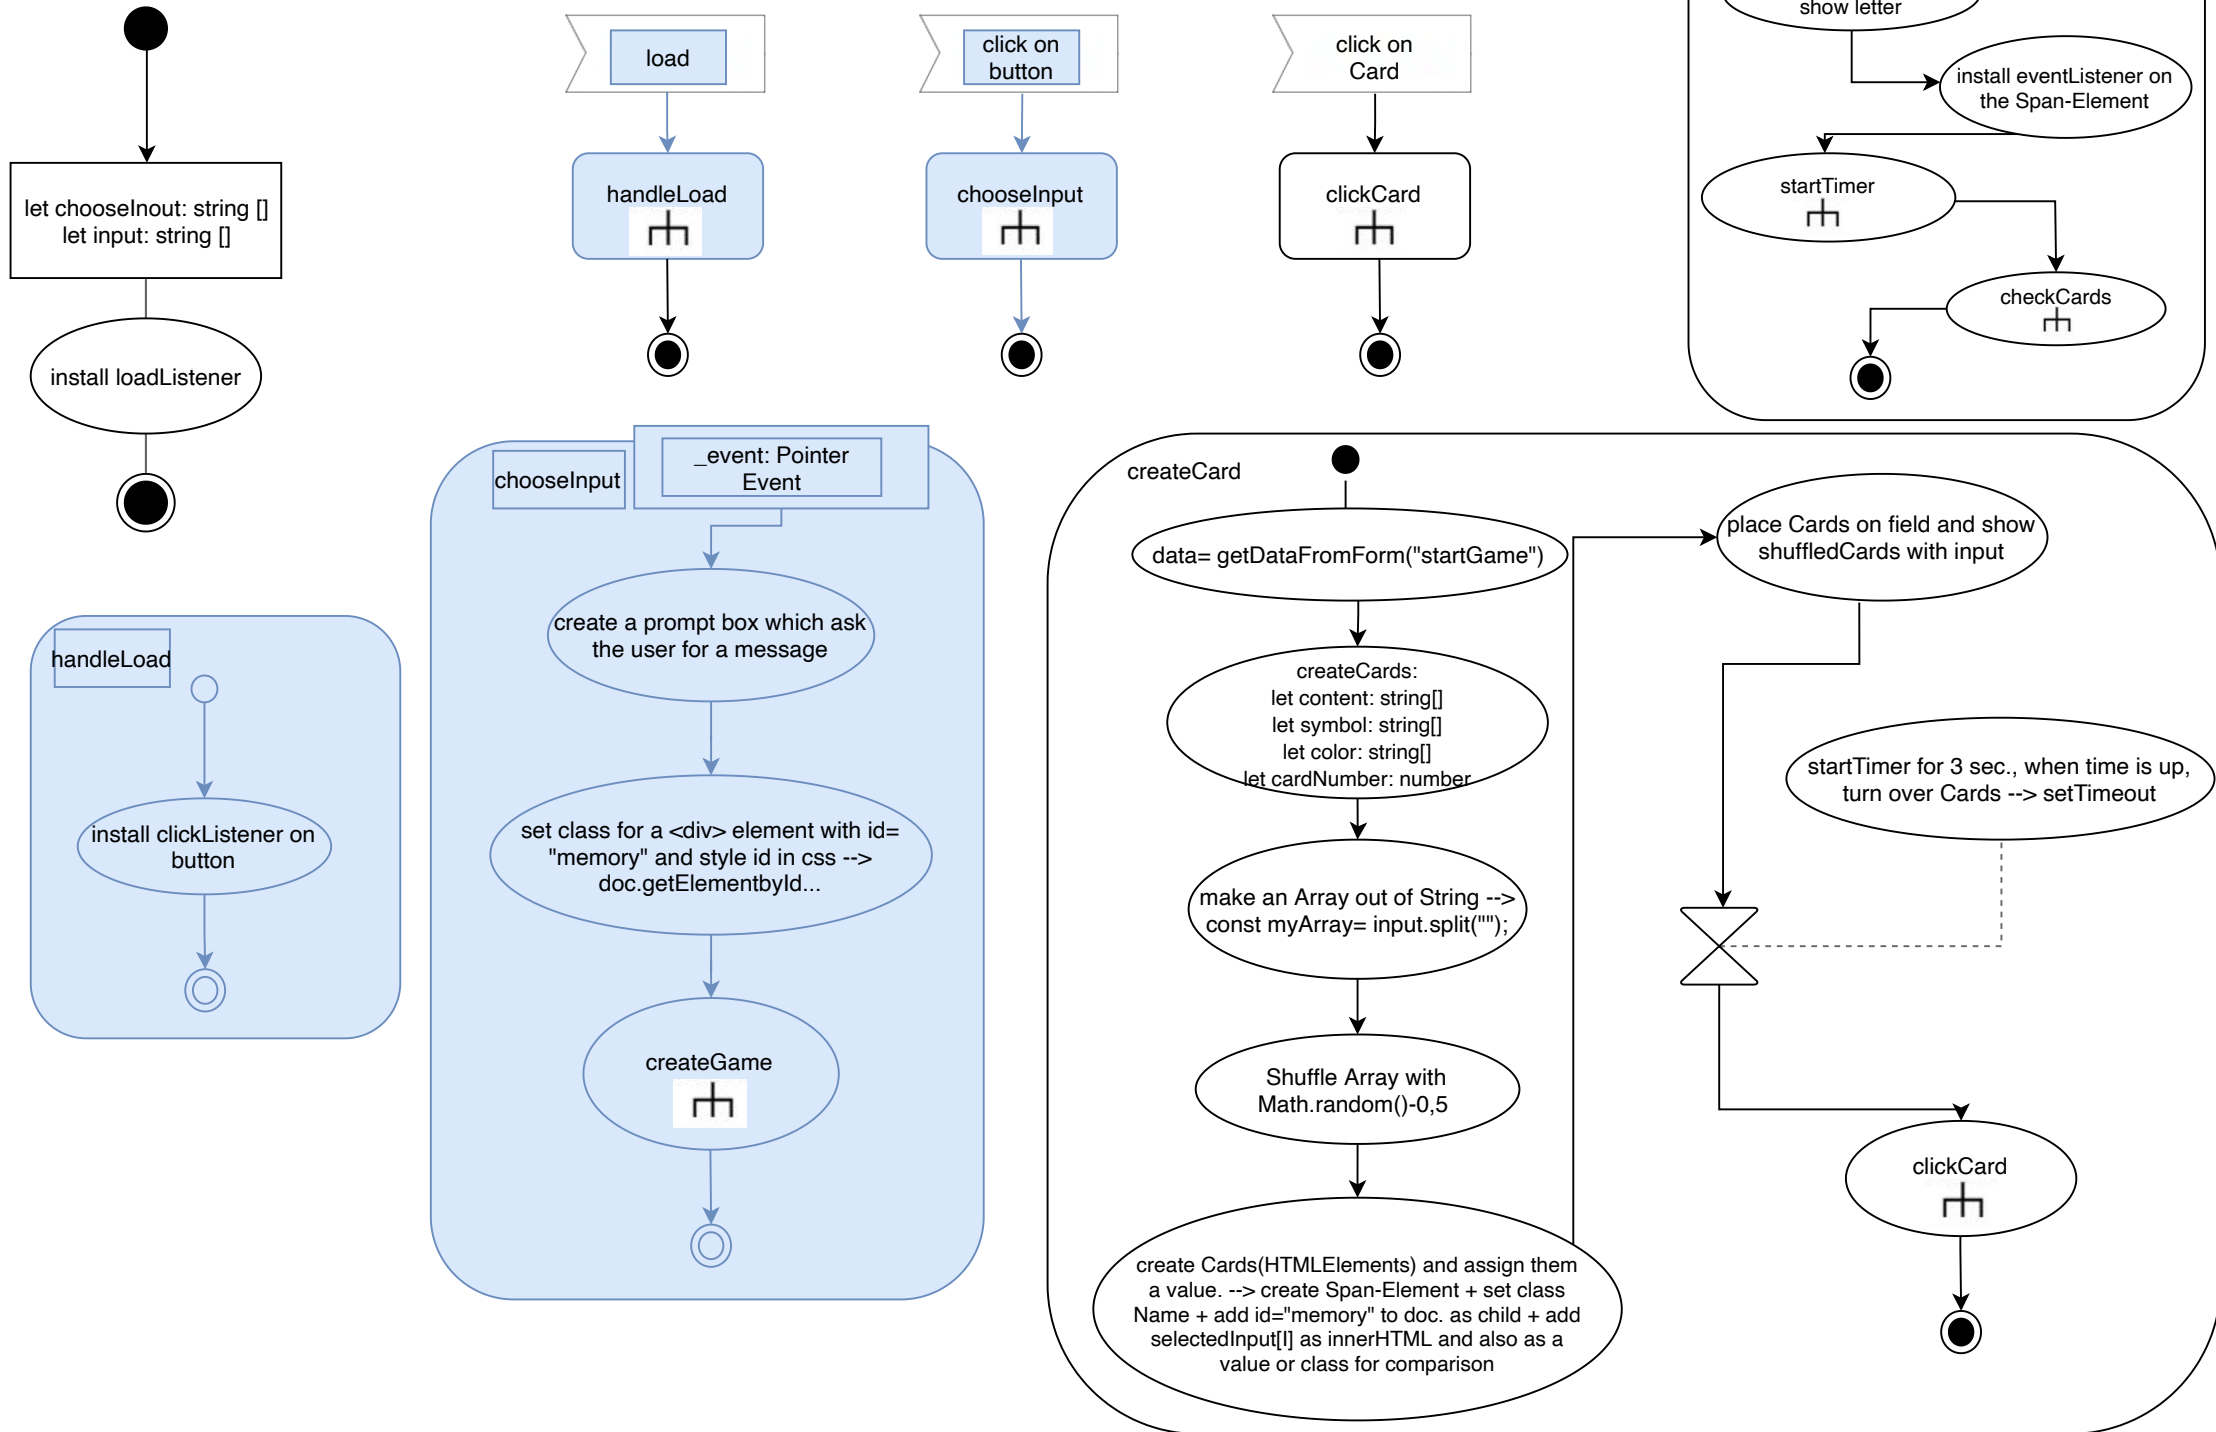 show letter
load
click on
button
click on
Card
install eventListener on
the Span-Element
let chooseInout: string []
let input: string []
handleLoad
chooseInput
clickCard
startTimer
checkCards
install loadListener
chooseInput
_event: Pointer
Event
create a prompt box which ask
the user for a message
set class for a <div> element with id=
"memory" and style id in css -->
doc.getElementbyId...
createGame
handleLoad
install clickListener on
button
createCard
data= getDataFromForm("startGame")
createCards:
let content: string[]
let symbol: string[]
let color: string[]
let cardNumber: number
make an Array out of String -->
const myArray= input.split("");
Shuffle Array with
Math.random()-0,5
create Cards(HTMLElements) and assign them
a value. --> create Span-Element + set class
Name + add id="memory" to doc. as child + add
selectedInput[I] as innerHTML and also as a
value or class for comparison
place Cards on field and show
shuffledCards with input
startTimer for 3 sec., when time is up,
turn over Cards --> setTimeout
clickCard